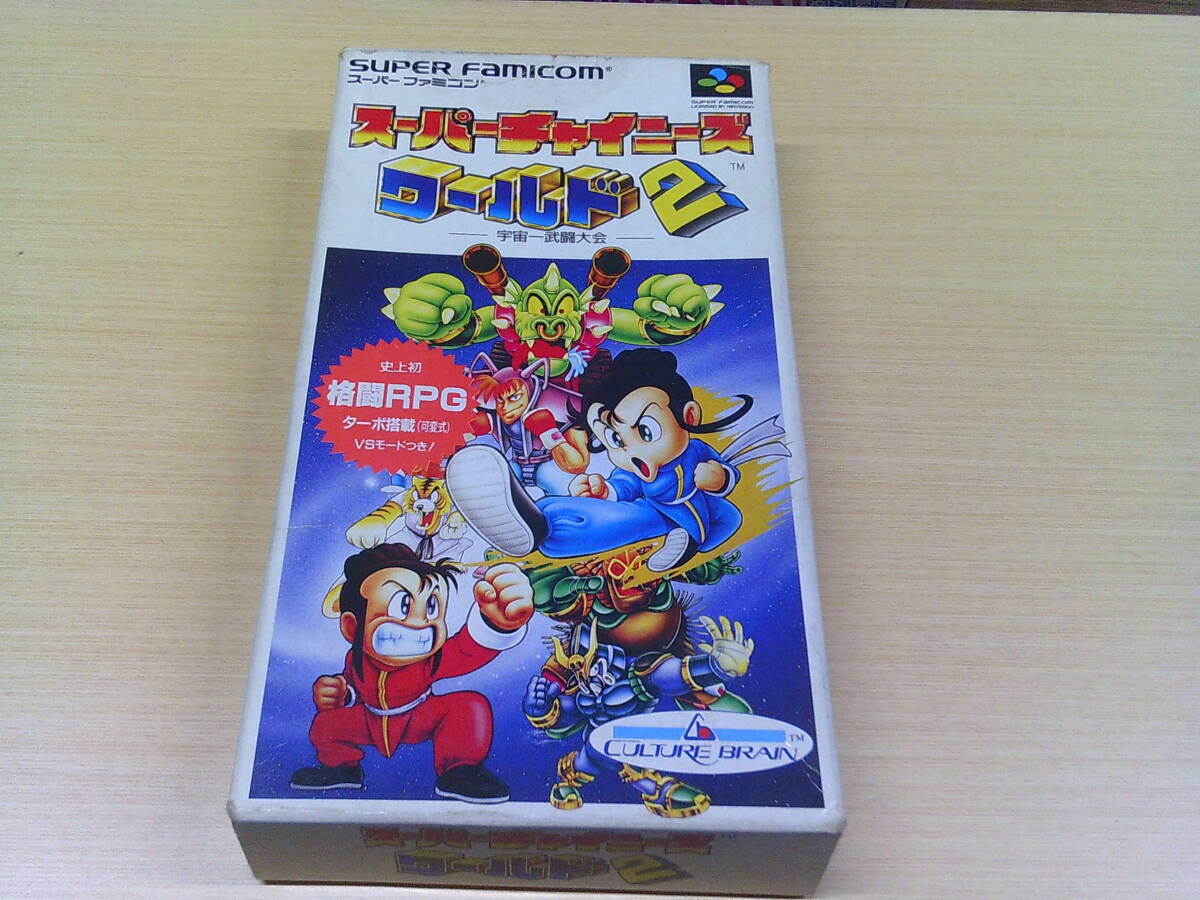 SUPER FAMICOM®
スーパーファミコン®
SUPER FAMICOM
LICENSED BY NINTENDO
スーパーチャイニーズ
ワールド2
TM
宇宙一武闘大会
史上初
格闘RPG
ターボ搭載(可変式)
VSモードつき!
CULTURE BRAIN
TM
スーパーチャイニーズ
ワールド2